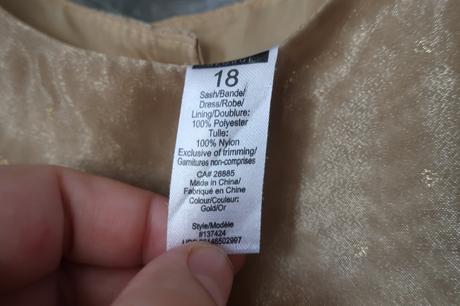 18
Sash/Bande/
Dress/Robe/
Lining/Doublure:
100% Polyester
Tulle:
100% Nylon
Exclusive of trimming/
Garnitures non-comprises
CA# 28885
Made in China/
Fabriqué en Chine
Colour/Couleur:
Gold/Or
Style/Modèle
#137424